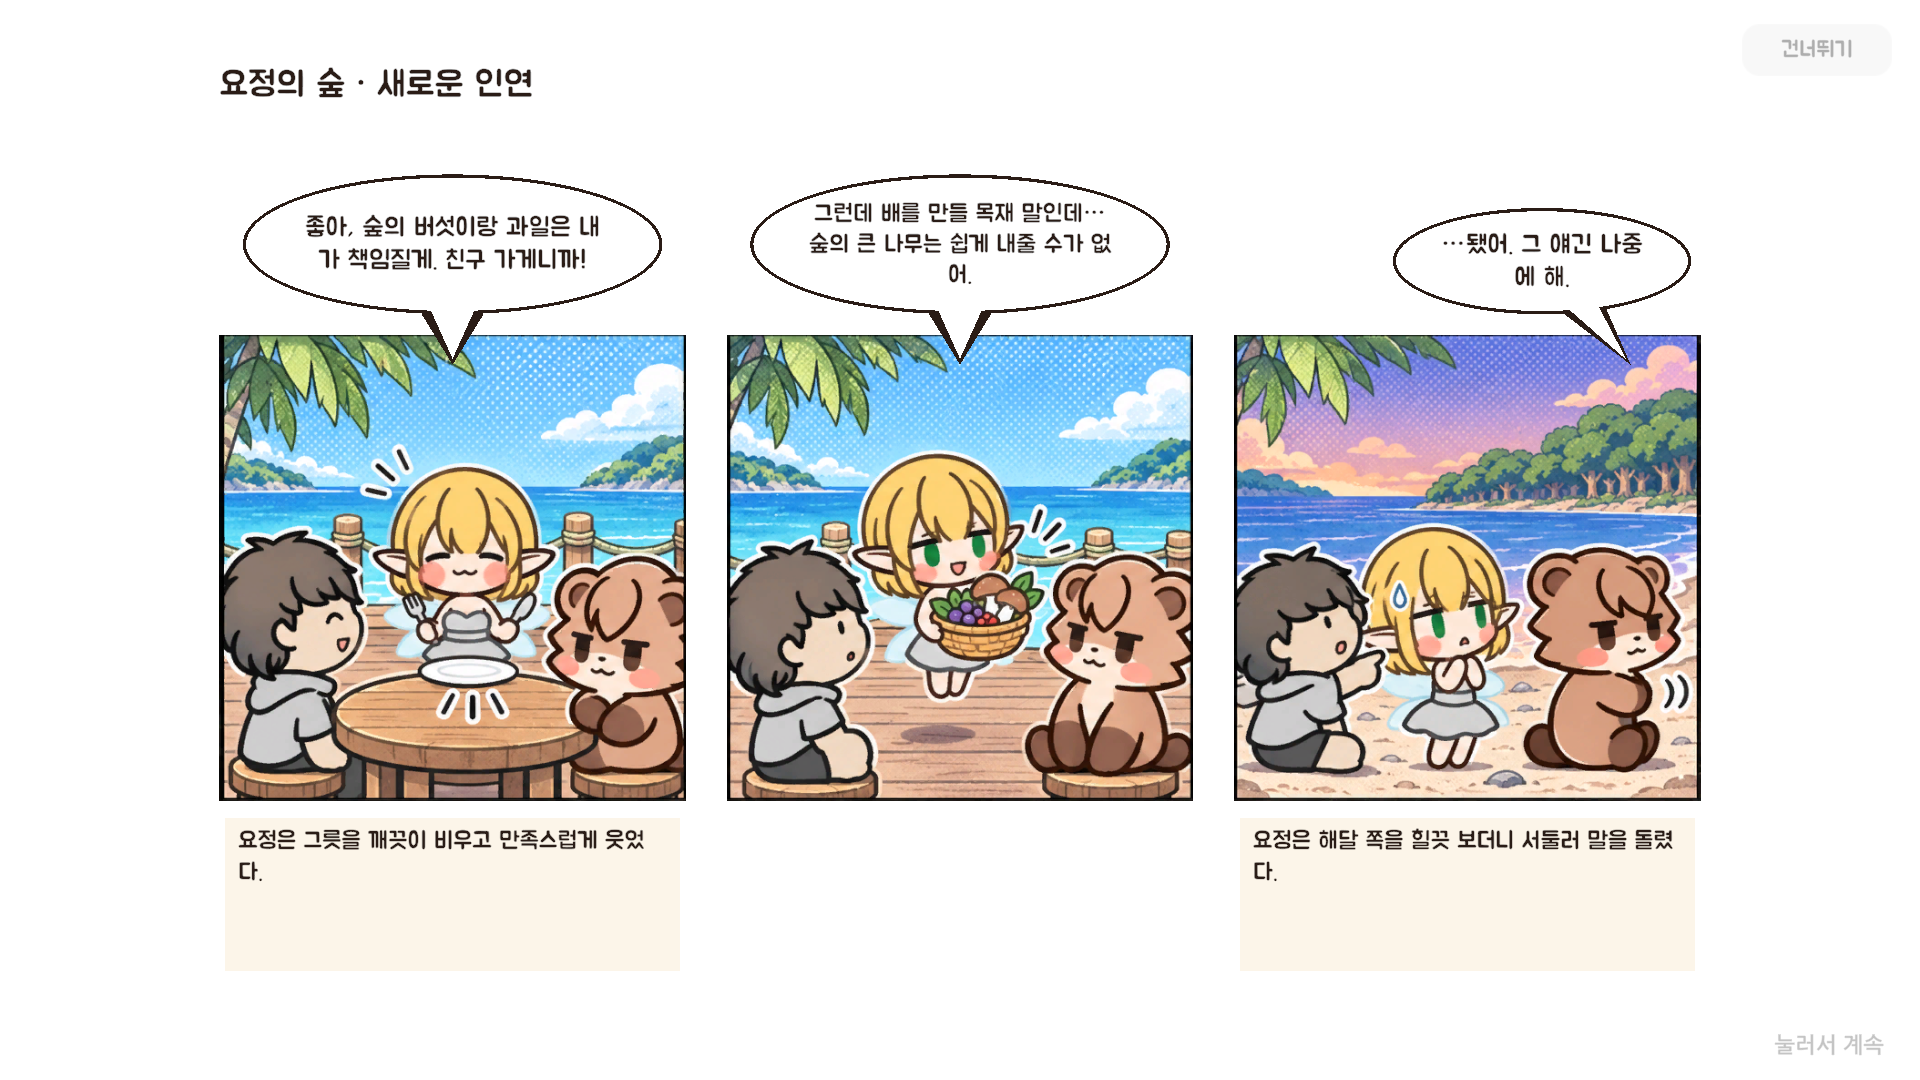 건너뛰기
요정의 숲 · 새로운 인연
좋아, 숲의 버섯이랑 과일은 내
가 책임질게. 친구 가게니까!
그런데 배를 만들 목재 말인데…
숲의 큰 나무는 쉽게 내줄 수가 없
어.
…됐어. 그 얘긴 나중
에 해.
요정은 그릇을 깨끗이 비우고 만족스럽게 웃었
다.
요정은 해달 쪽을 힐끗 보더니 서둘러 말을 돌렸
다.
눌러서 계속